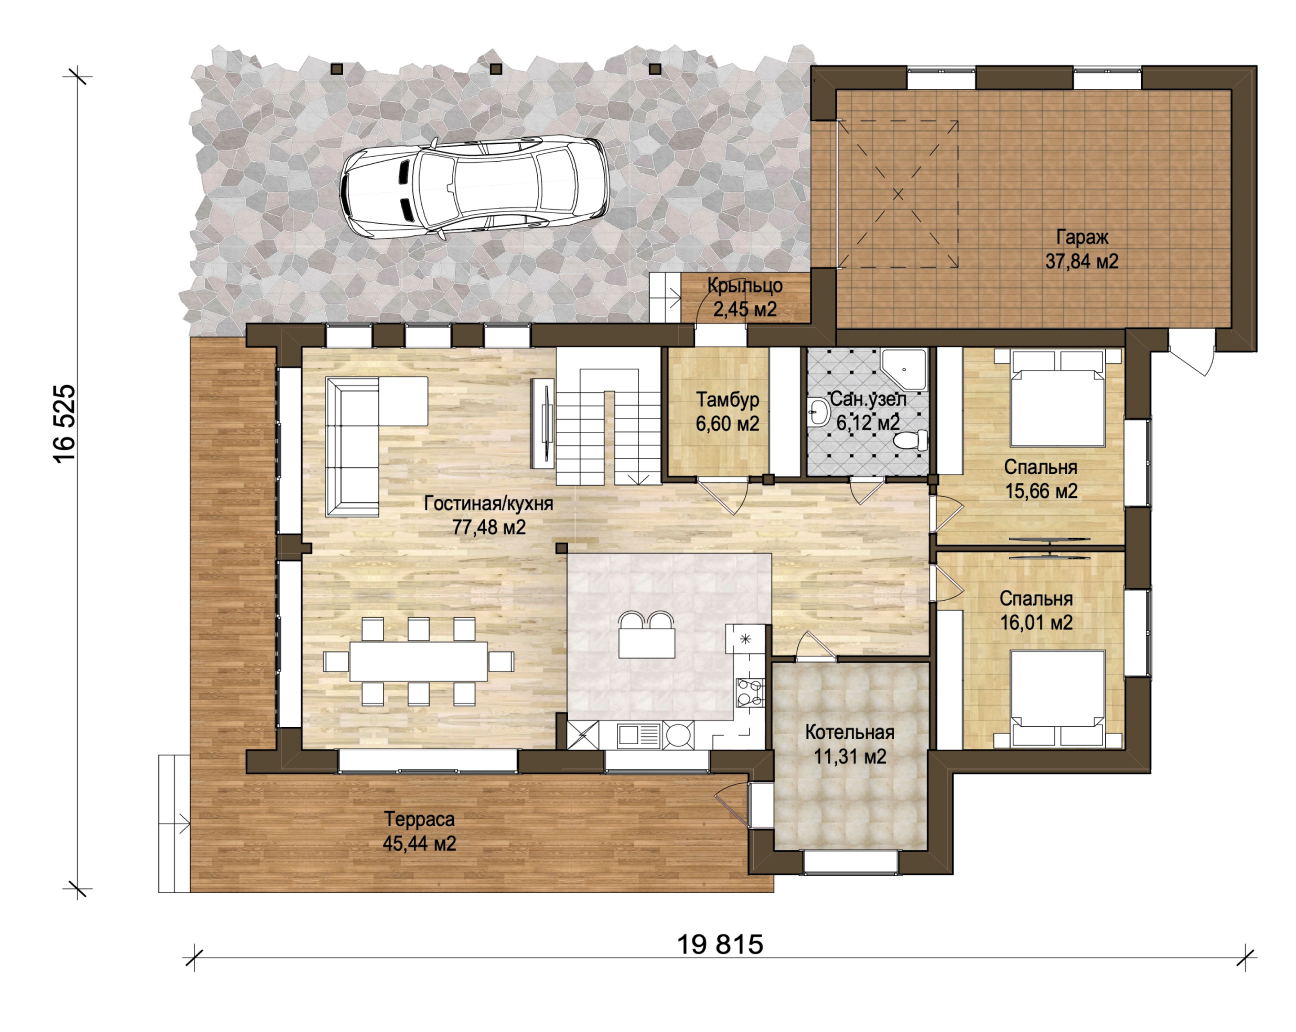 Гараж
37,84 м2
Крыльцо
2,45 м2
16 525
Тамбур
6,60 м2
Сан.узел
6,12 м2
Спальня
15,66 м2
Гостиная/кухня
77,48 м2
Спальня
16,01 м2
Котельная
11,31 м2
Терраса
45,44 м2
19 815